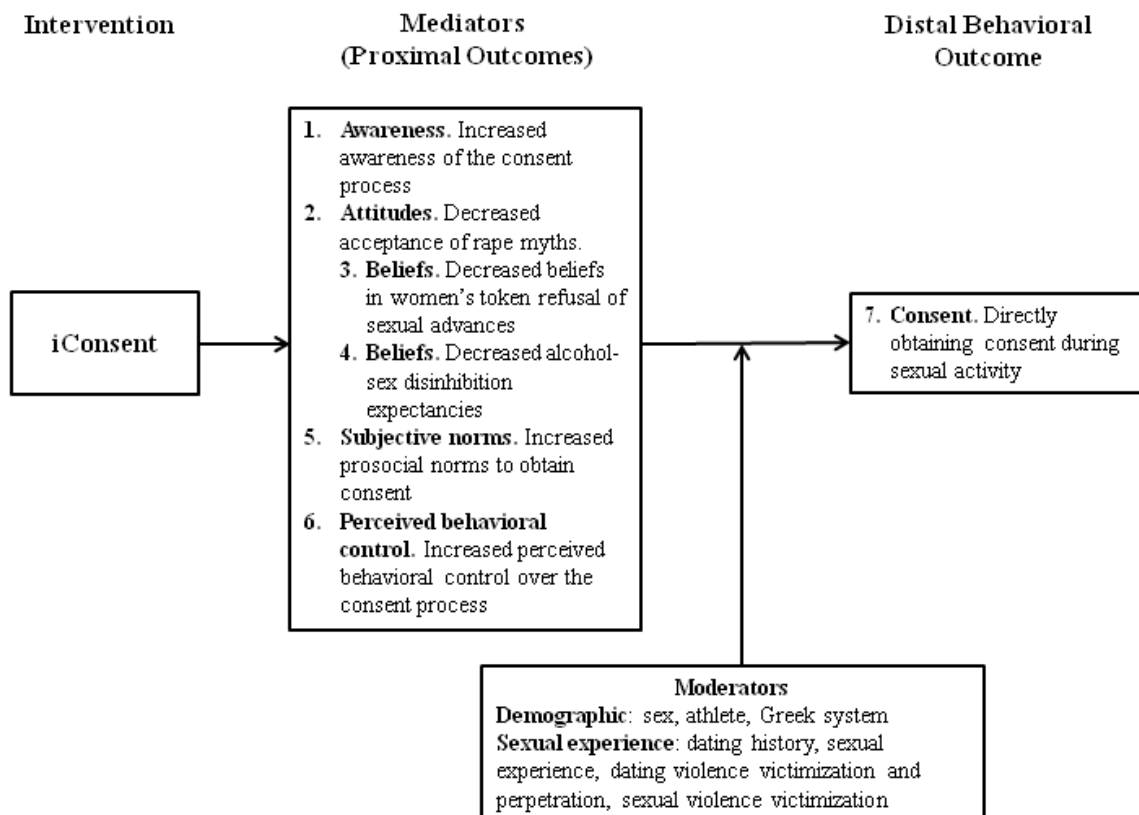 Intervention
Mediators
(Proximal Outcomes)
Distal Behavioral
Outcome
iConsent
1. Awareness. Increased
awareness of the consent
process
2. Attitudes. Decreased
acceptance of rape myths.
3. Beliefs. Decreased beliefs
in women's token refusal of
sexual advances
4. Beliefs. Decreased alcohol-
sex disinhibition
expectancies
5. Subjective norms. Increased
prosocial norms to obtain
consent
6. Perceived behavioral
control. Increased perceived
behavioral control over the
consent process
7. Consent. Directly
obtaining consent during
sexual activity
Moderators
Demographic: sex, athlete, Greek system
Sexual experience: dating history, sexual
experience, dating violence victimization and
perpetration, sexual violence victimization